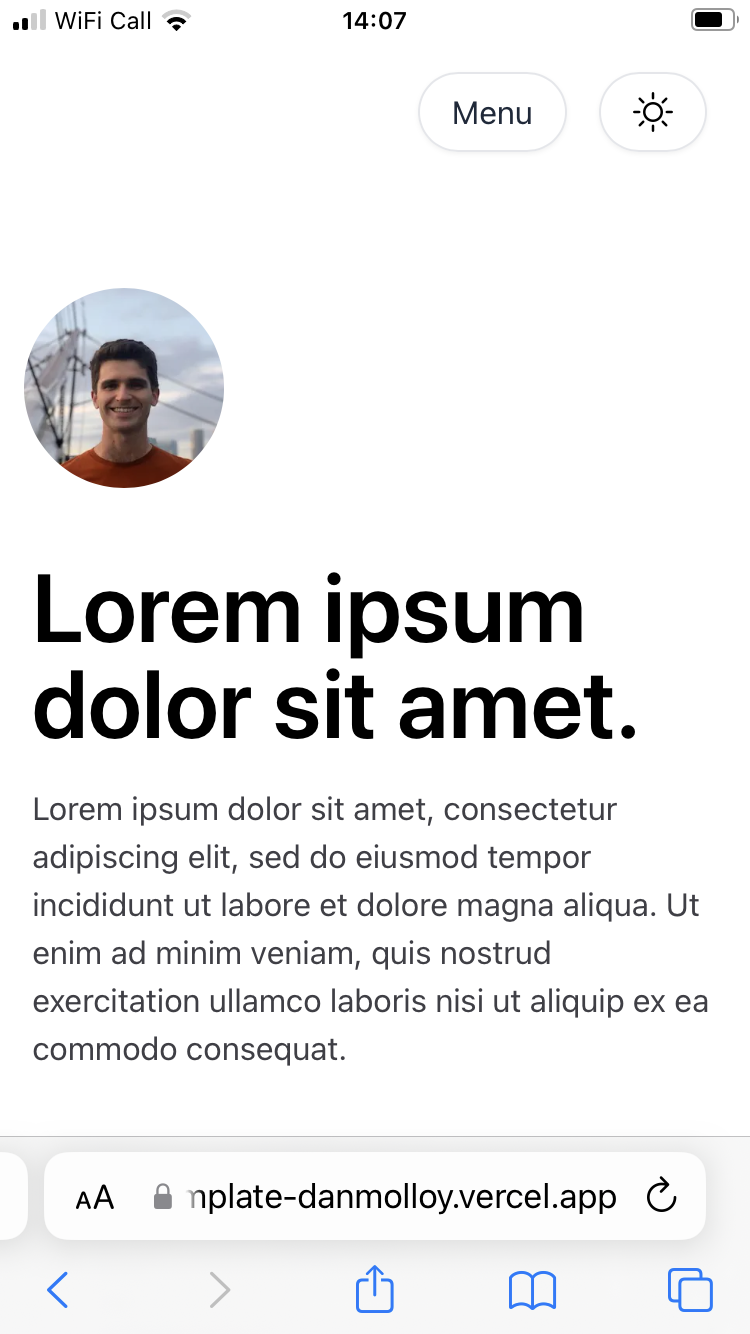 WiFi Call 14:07
Menu
Lorem ipsum
dolor sit amet.
Lorem ipsum dolor sit amet, consectetur
adipiscing elit, sed do eiusmod tempor
incididunt ut labore et dolore magna aliqua. Ut
enim ad minim veniam, quis nostrud
exercitation ullamco laboris nisi ut aliquip ex ea
commodo consequat.
AA nplate-danmolloy.vercel.app